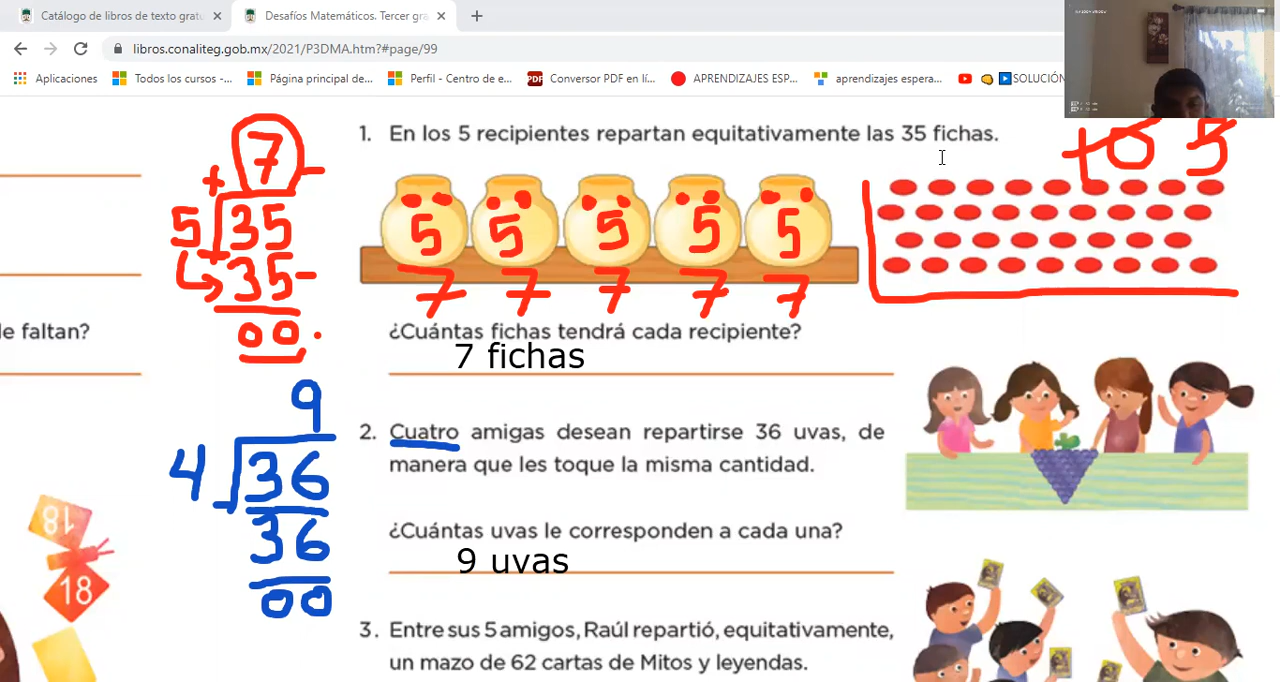 Catálogo de libros de texto gratu
Desafíos Matemáticos. Tercer gra
libros.conaliteg.gob.mx/2021/P3DMA.htm?#page/99
Aplicaciones
Todos los cursos -...
Página principal de...
Perfil - Centro de e...
PDF
Conversor PDF en lí...
APRENDIZAJES ESP...
aprendizajes espera...
SOLUCIÓN
1. En los 5 recipientes repartan equitativamente las 35 fichas.
+
7
5 35
35
00
5 5 5 5 5
7 7 7 7 7
le faltan?
¿Cuántas fichas tendrá cada recipiente?
7 fichas
9
4 36
36
00
2. Cuatro amigas desean repartirse 36 uvas, de
manera que les toque la misma cantidad.
¿Cuántas uvas le corresponden a cada una?
9 uvas
18
18
3. Entre sus 5 amigos, Raúl repartió, equitativamente,
un mazo de 62 cartas de Mitos y leyendas.